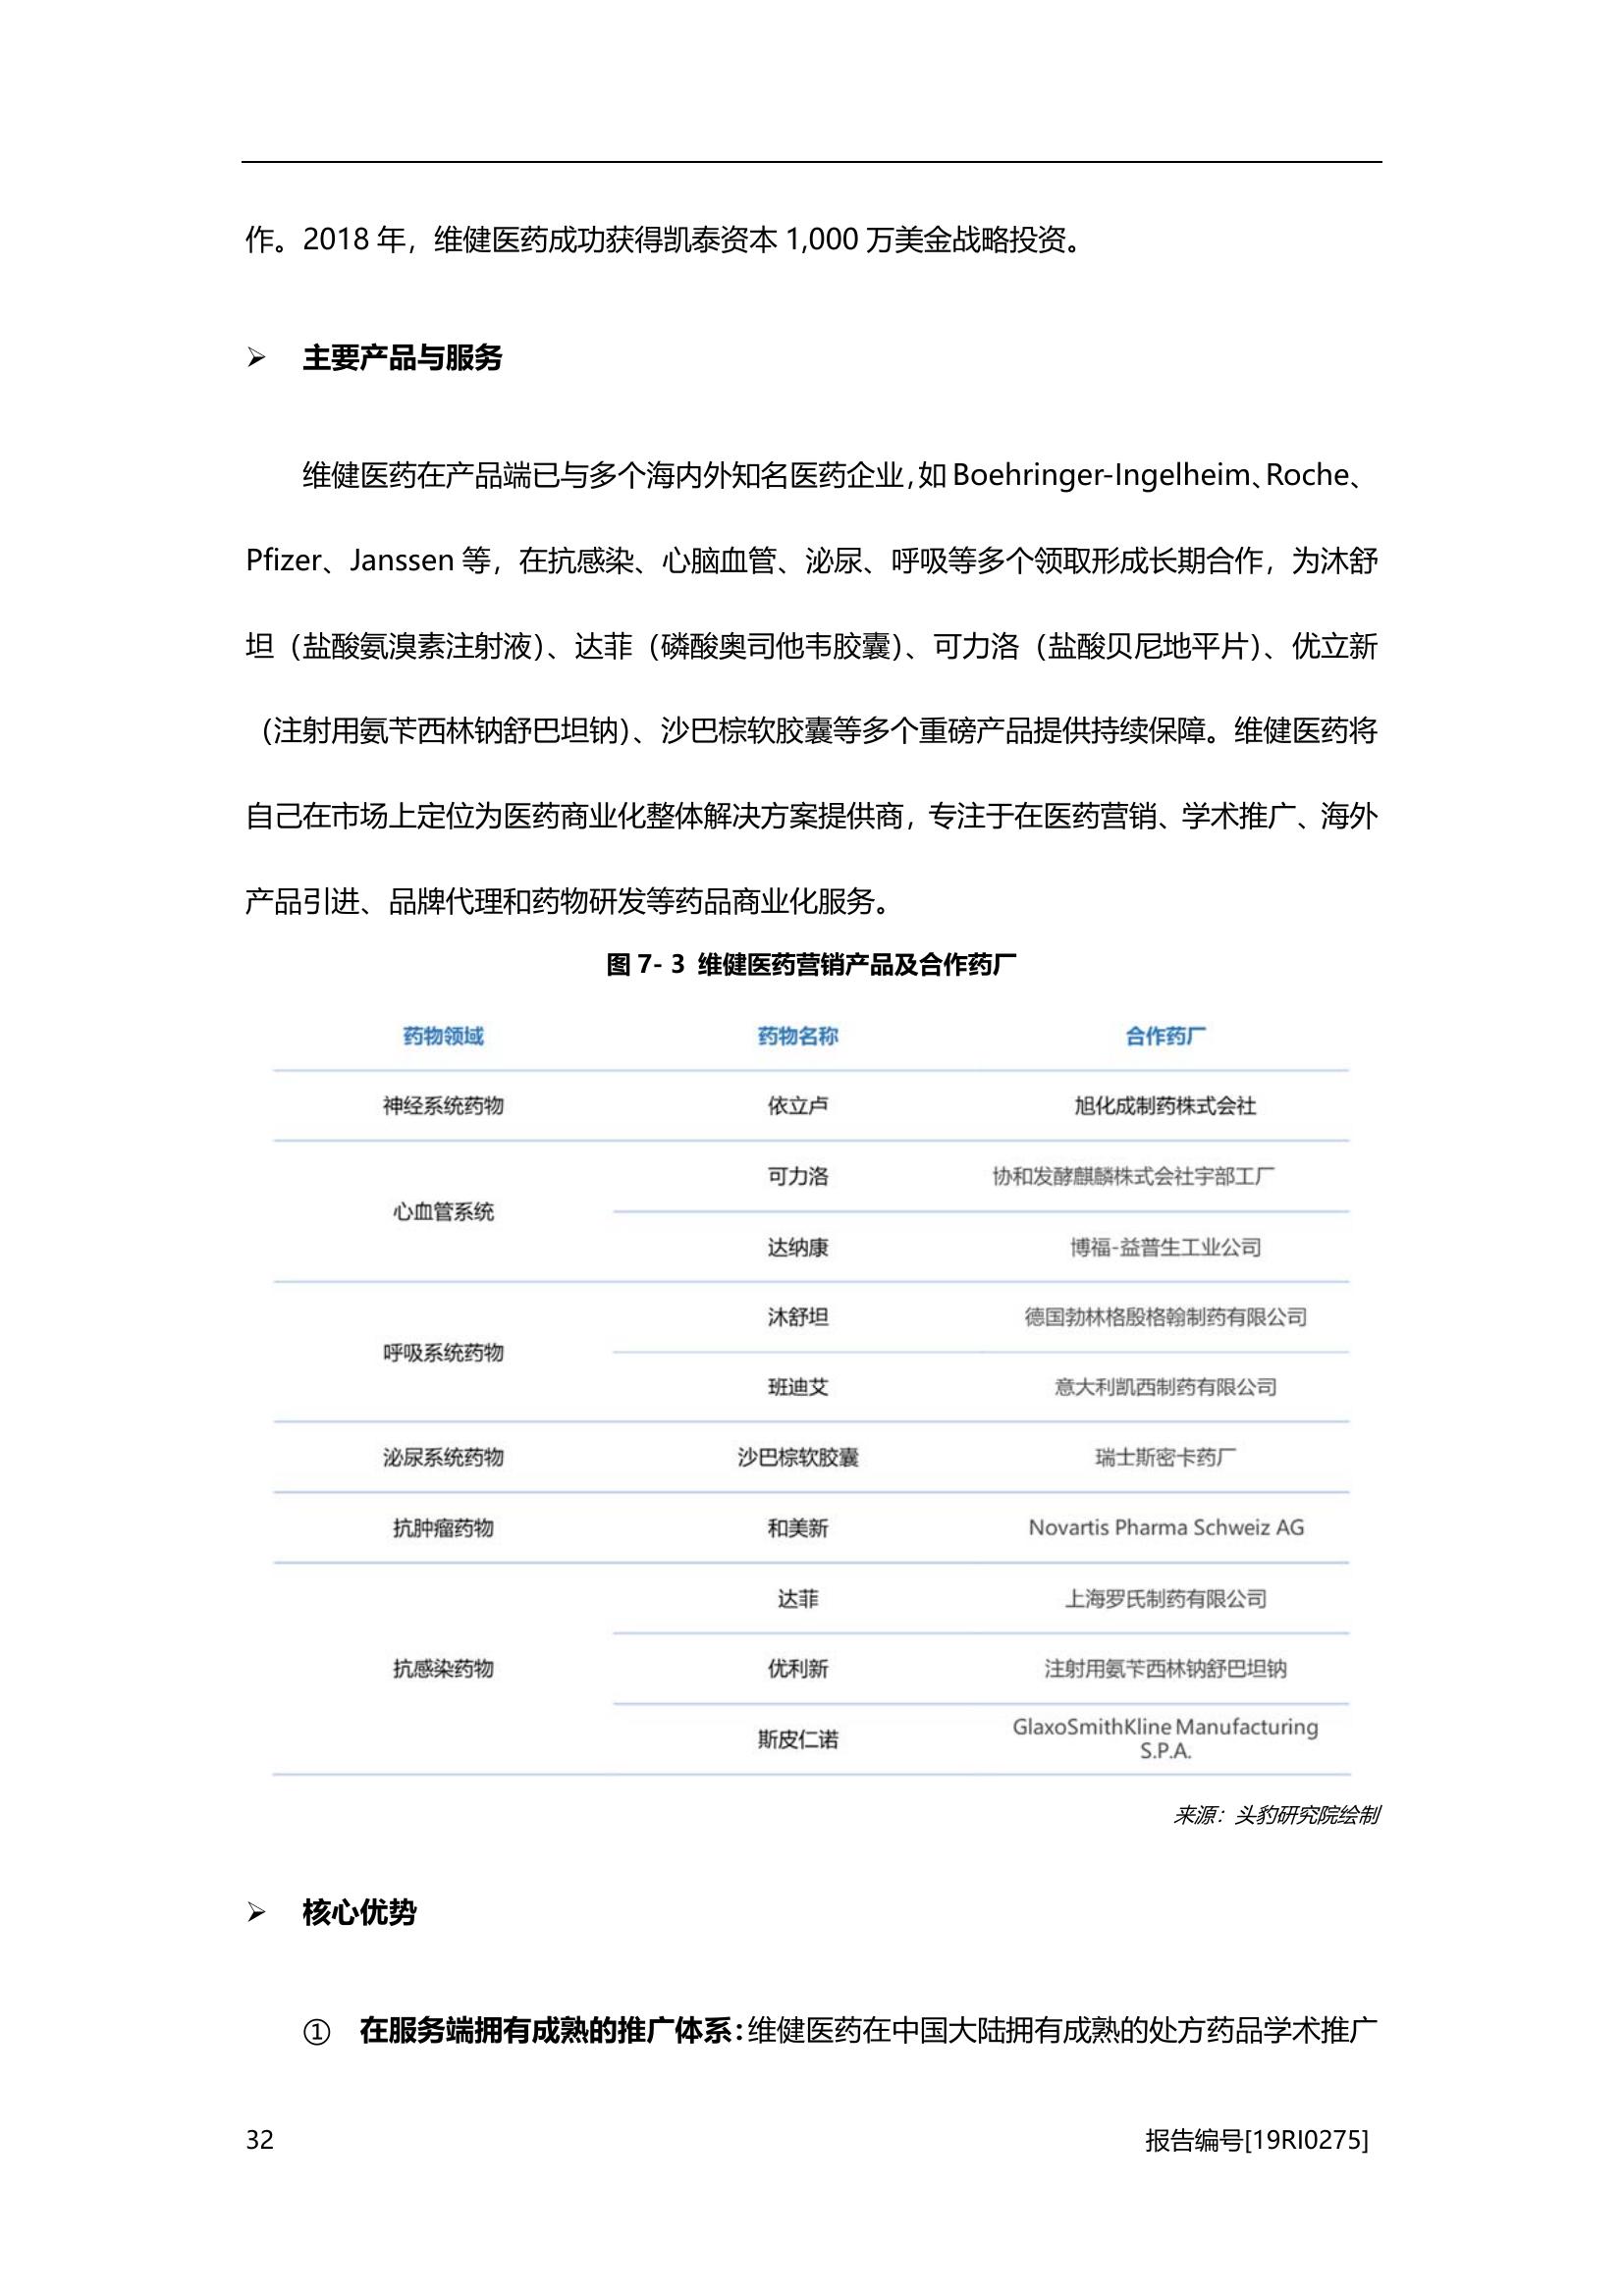 作。2018 年，维健医药成功获得凯泰资本 1,000 万美金战略投资。
➢ 主要产品与服务
维健医药在产品端已与多个海内外知名医药企业，如 Boehringer-Ingelheim、Roche、
Pfizer、Janssen 等，在抗感染、心脑血管、泌尿、呼吸等多个领取形成长期合作，为沐舒
坦（盐酸氨溴素注射液）、达菲（磷酸奥司他韦胶囊）、可力洛（盐酸贝尼地平片）、优立新
（注射用氨苄西林钠舒巴坦钠）、沙巴棕软胶囊等多个重磅产品提供持续保障。维健医药将
自己在市场上定位为医药商业化整体解决方案提供商，专注于在医药营销、学术推广、海外
产品引进、品牌代理和药物研发等药品商业化服务。
图 7- 3 维健医药营销产品及合作药厂
药物领域 药物名称 合作药厂
神经系统药物 依立卢 旭化成制药株式会社
心血管系统 可力洛 协和发酵麒麟株式会社宇部工厂
达纳康 博福-益普生工业公司
呼吸系统药物 沐舒坦 德国勃林格殷格翰制药有限公司
班迪艾 意大利凯西制药有限公司
泌尿系统药物 沙巴棕软胶囊 瑞士斯密卡药厂
抗肿瘤药物 和美新 Novartis Pharma Schweiz AG
抗感染药物 达菲 上海罗氏制药有限公司
优利新 注射用氨苄西林钠舒巴坦钠
斯皮仁诺 GlaxoSmithKline Manufacturing
S.P.A.
来源：头豹研究院绘制
➢ 核心优势
① 在服务端拥有成熟的推广体系：维健医药在中国大陆拥有成熟的处方药品学术推广
32 报告编号[19RI0275]